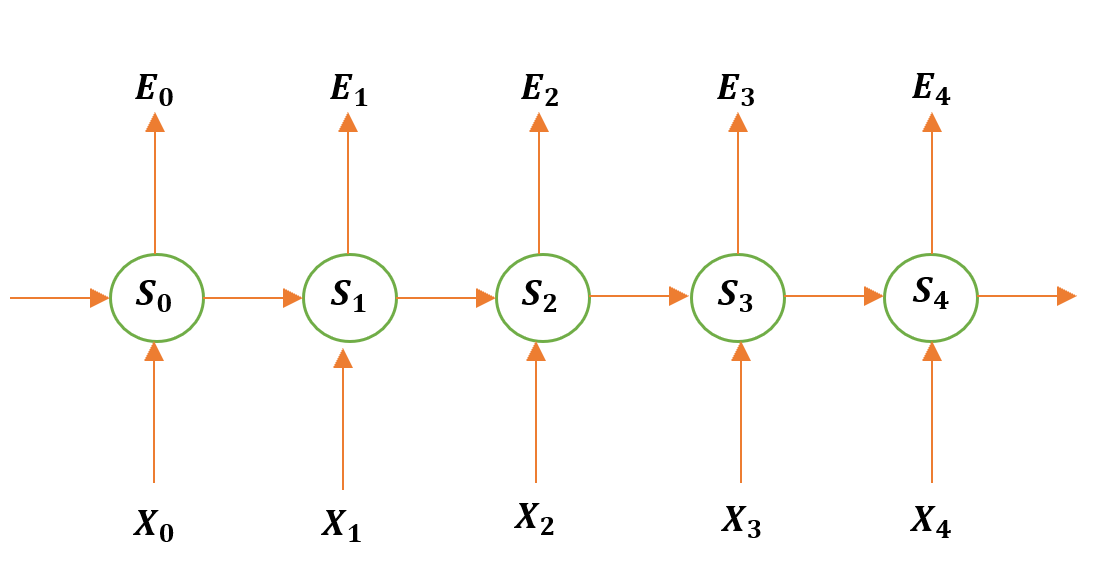 E₀ E₁ E₂ E₃ E₄
S₀ S₁ S₂ S₃ S₄
X₀ X₁ X₂ X₃ X₄